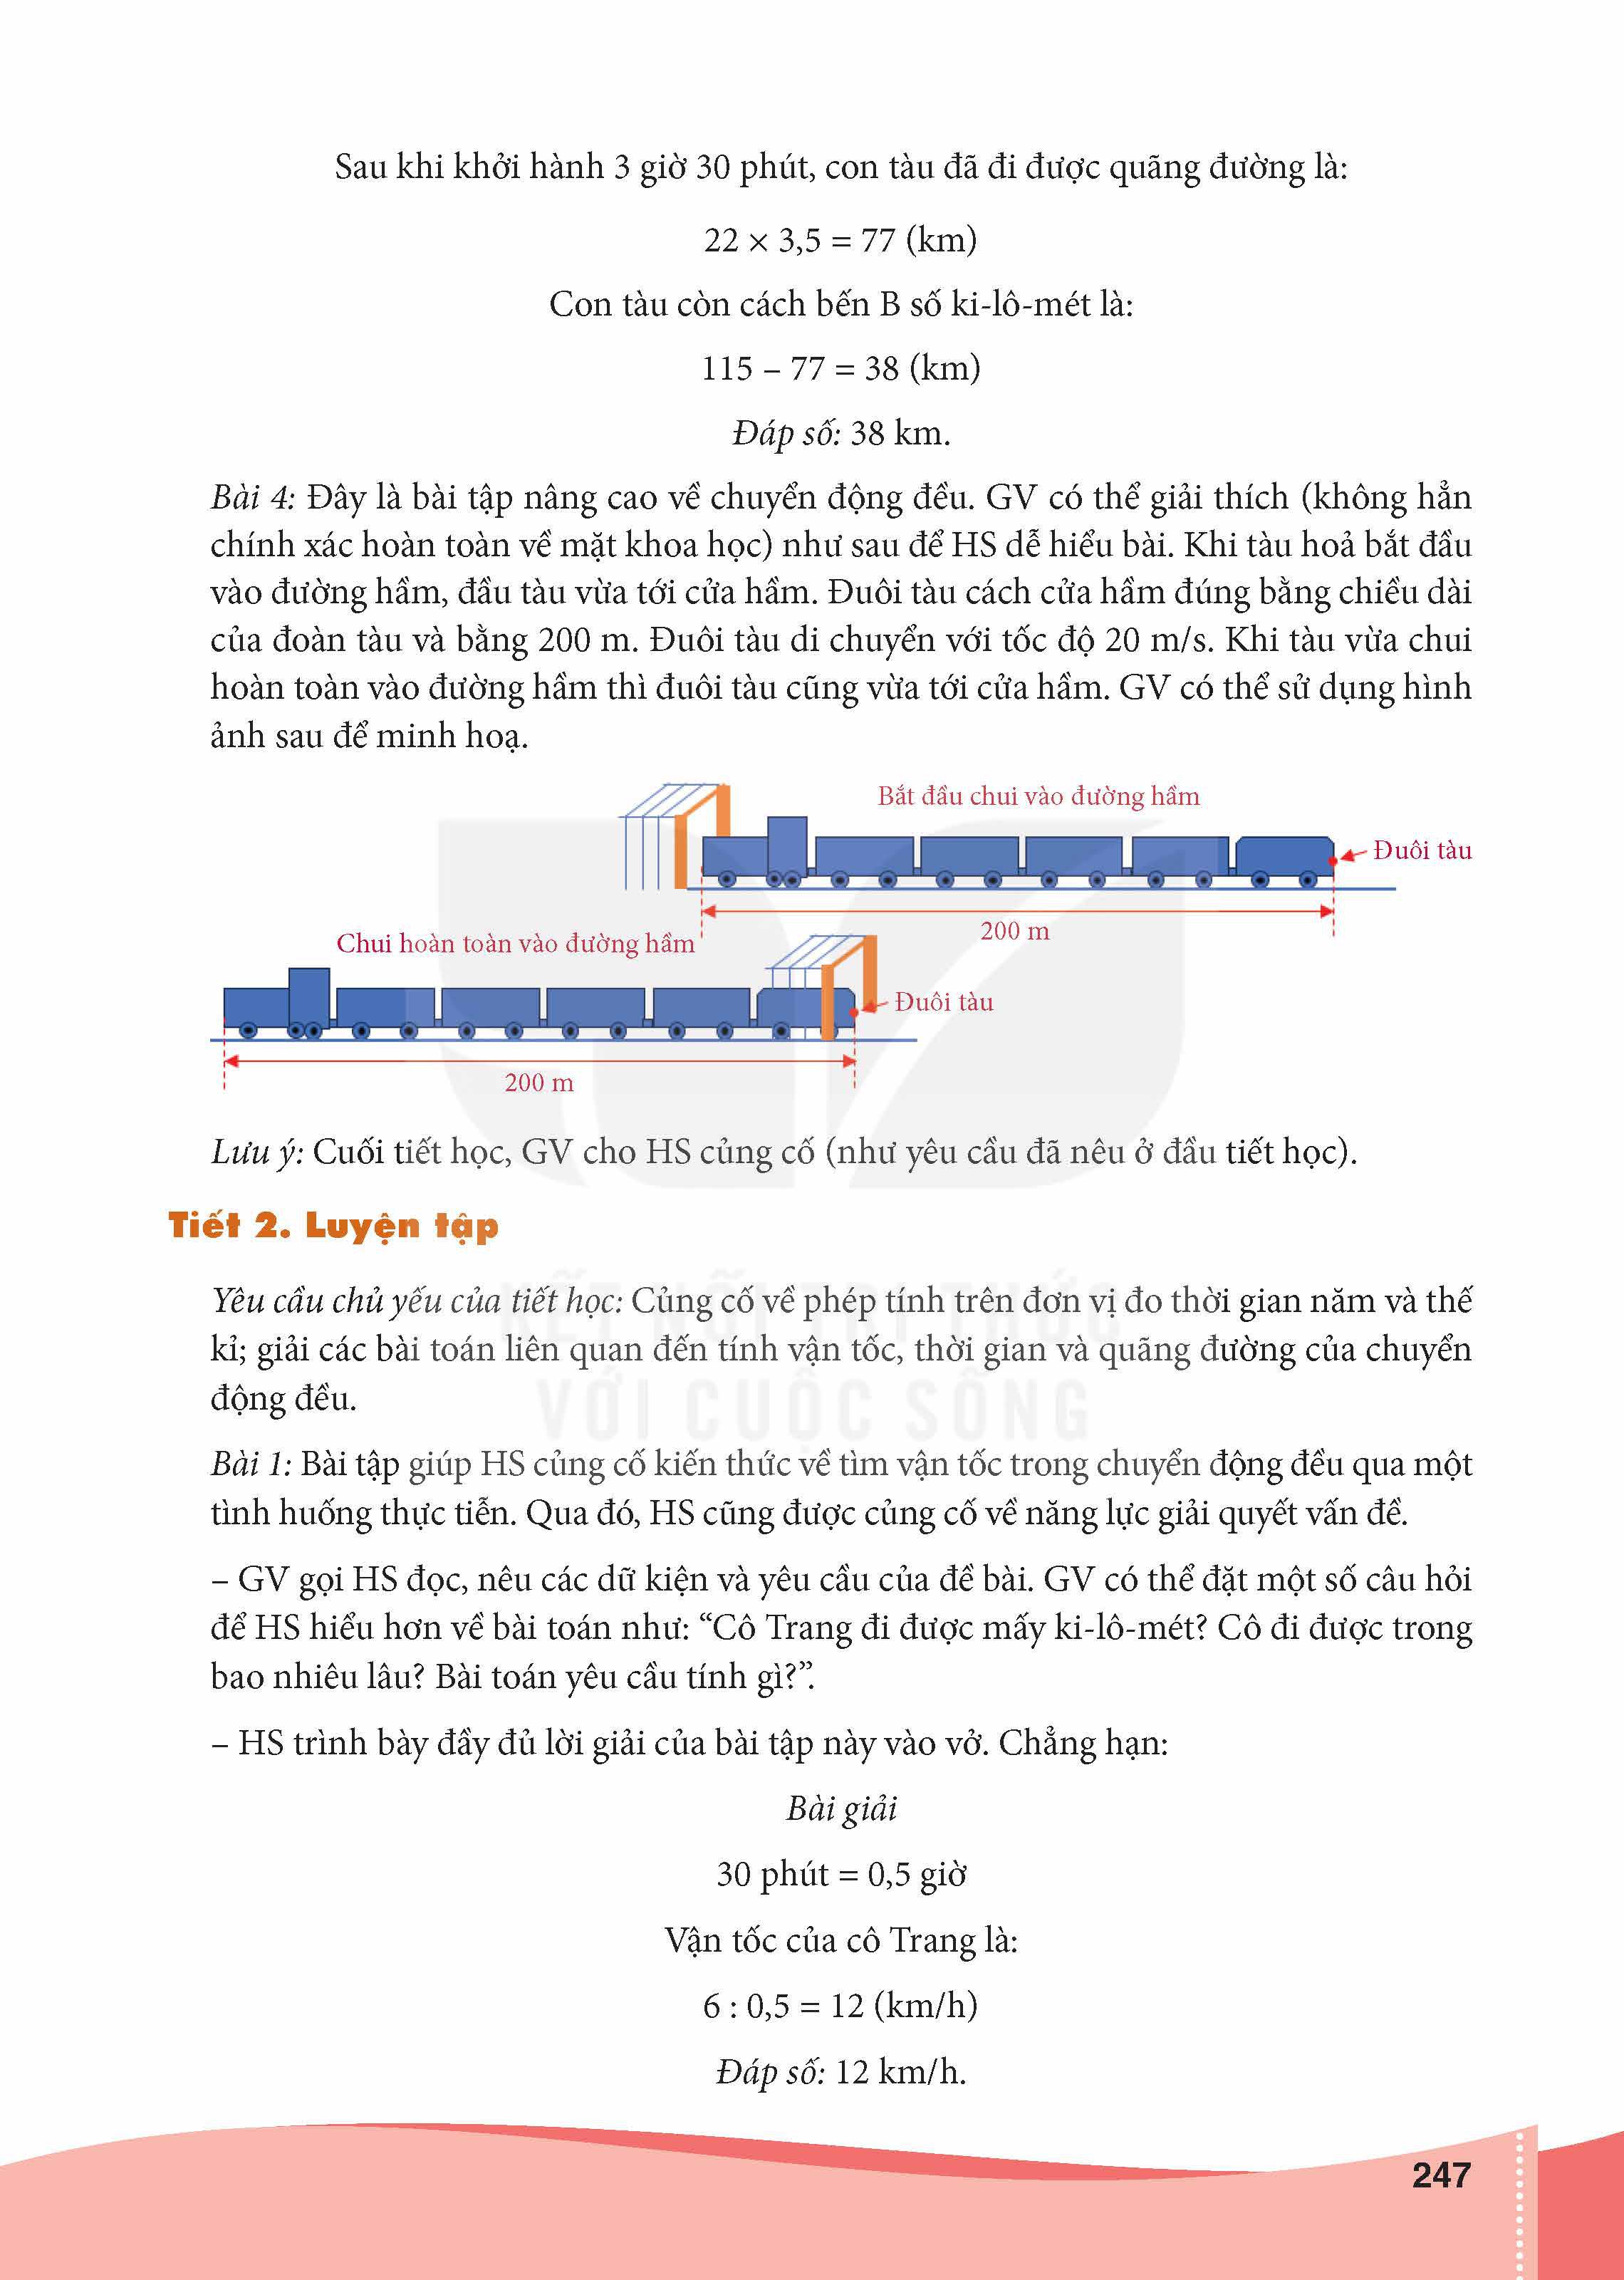 Sau khi khởi hành 3 giờ 30 phút, con tàu đã đi được quãng đường là:
22 × 3,5 = 77 (km)
Con tàu còn cách bến B số ki-lô-mét là:
115 – 77 = 38 (km)
Đáp số: 38 km.
Bài 4: Đây là bài tập nâng cao về chuyển động đều. GV có thể giải thích (không hẳn
chính xác hoàn toàn về mặt khoa học) như sau để HS dễ hiểu bài. Khi tàu hoả bắt đầu
vào đường hầm, đầu tàu vừa tới cửa hầm. Đuôi tàu cách cửa hầm đúng bằng chiều dài
của đoàn tàu và bằng 200 m. Đuôi tàu di chuyển với tốc độ 20 m/s. Khi tàu vừa chui
hoàn toàn vào đường hầm thì đuôi tàu cũng vừa tới cửa hầm. GV có thể sử dụng hình
ảnh sau để minh hoạ.
Bắt đầu chui vào đường hầm
Đuôi tàu
200 m
Chui hoàn toàn vào đường hầm
Đuôi tàu
200 m
Lưu ý: Cuối tiết học, GV cho HS củng cố (như yêu cầu đã nêu ở đầu tiết học).
Tiết 2. Luyện tập
Yêu cầu chủ yếu của tiết học: Củng cố về phép tính trên đơn vị đo thời gian năm và thế
kỉ; giải các bài toán liên quan đến tính vận tốc, thời gian và quãng đường của chuyển
động đều.
KẾT NỐI TRI THỨC
VỚI CUỘC SỐNG
Bài 1: Bài tập giúp HS củng cố kiến thức về tìm vận tốc trong chuyển động đều qua một
tình huống thực tiễn. Qua đó, HS cũng được củng cố về năng lực giải quyết vấn đề.
– GV gọi HS đọc, nêu các dữ kiện và yêu cầu của đề bài. GV có thể đặt một số câu hỏi
để HS hiểu hơn về bài toán như: “Cô Trang đi được mấy ki-lô-mét? Cô đi được trong
bao nhiêu lâu? Bài toán yêu cầu tính gì?”.
– HS trình bày đầy đủ lời giải của bài tập này vào vở. Chẳng hạn:
Bài giải
30 phút = 0,5 giờ
Vận tốc của cô Trang là:
6 : 0,5 = 12 (km/h)
Đáp số: 12 km/h.
247